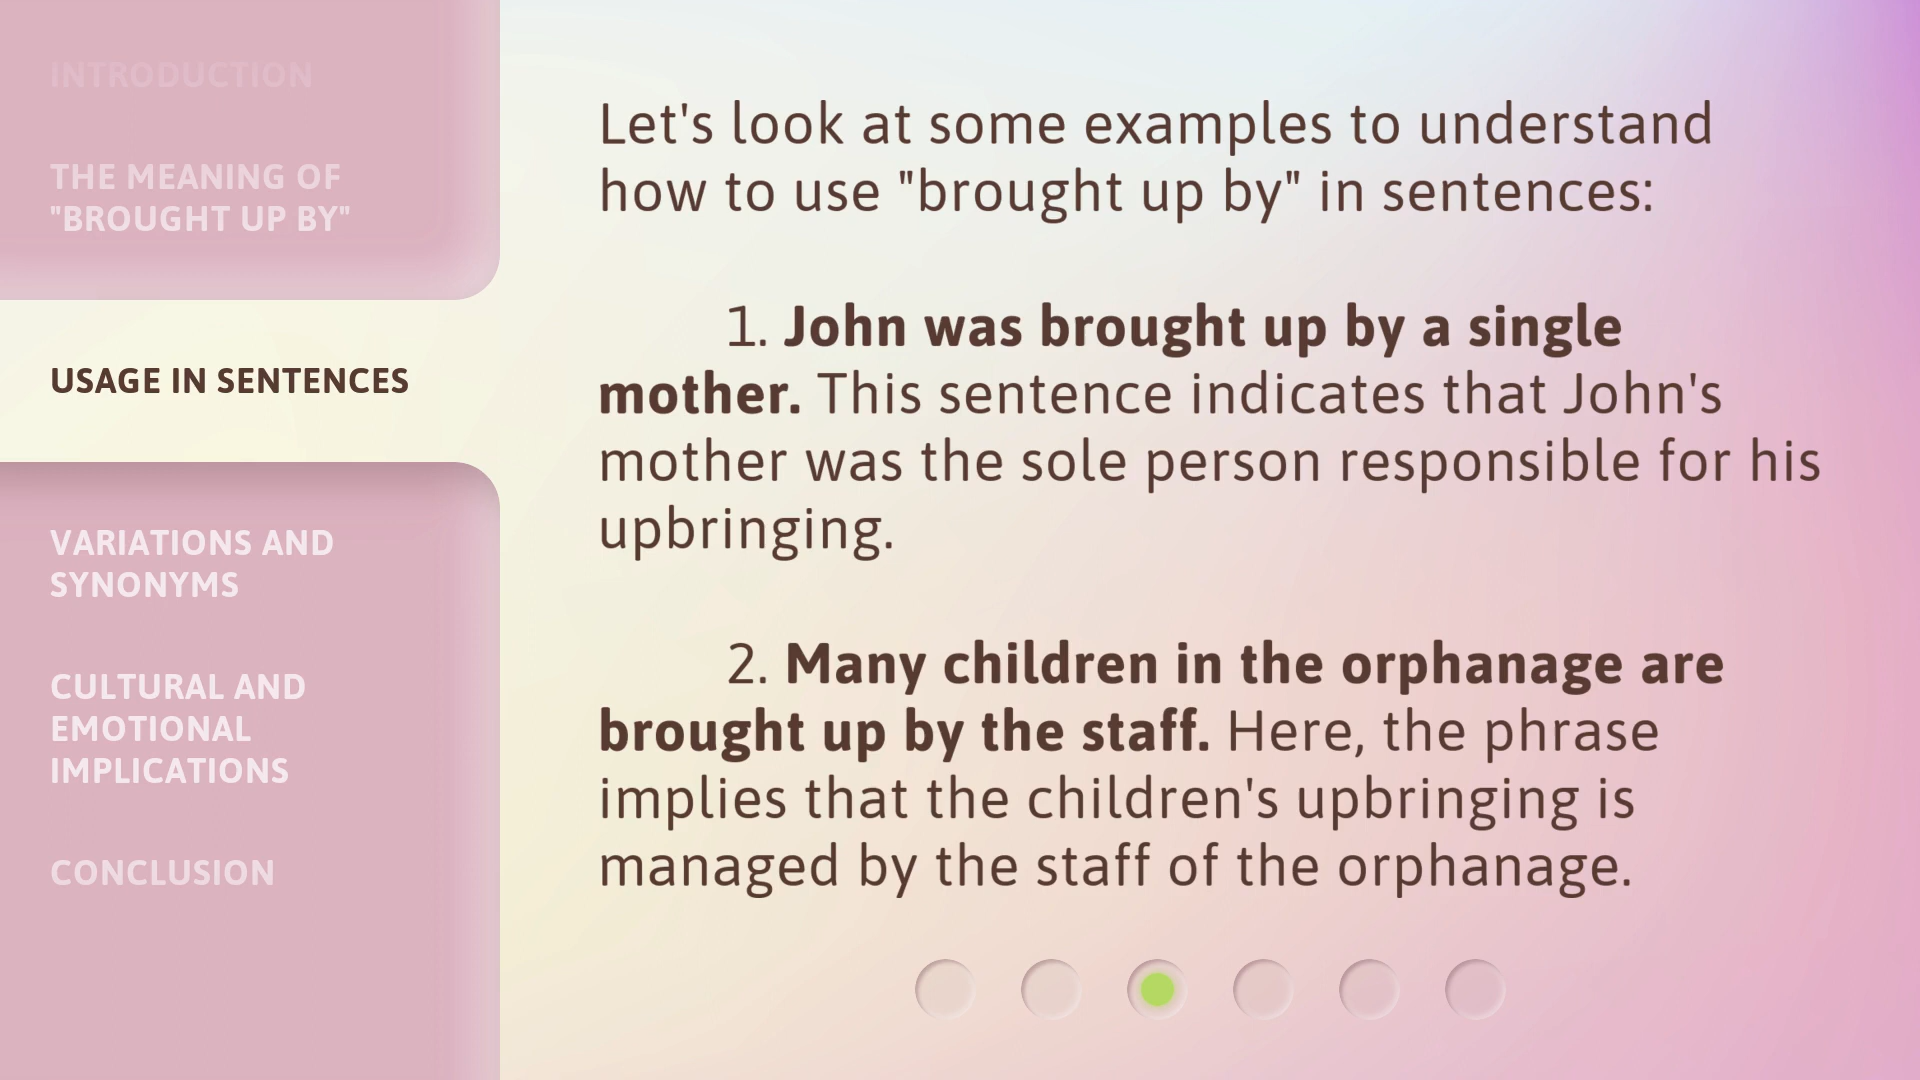 INTRODUCTION
THE MEANING OF
"BROUGHT UP BY"
USAGE IN SENTENCES
VARIATIONS AND
SYNONYMS
CULTURAL AND
EMOTIONAL
IMPLICATIONS
CONCLUSION
Let's look at some examples to understand
how to use "brought up by" in sentences:
1. John was brought up by a single
mother. This sentence indicates that John's
mother was the sole person responsible for his
upbringing.
2. Many children in the orphanage are
brought up by the staff. Here, the phrase
implies that the children's upbringing is
managed by the staff of the orphanage.